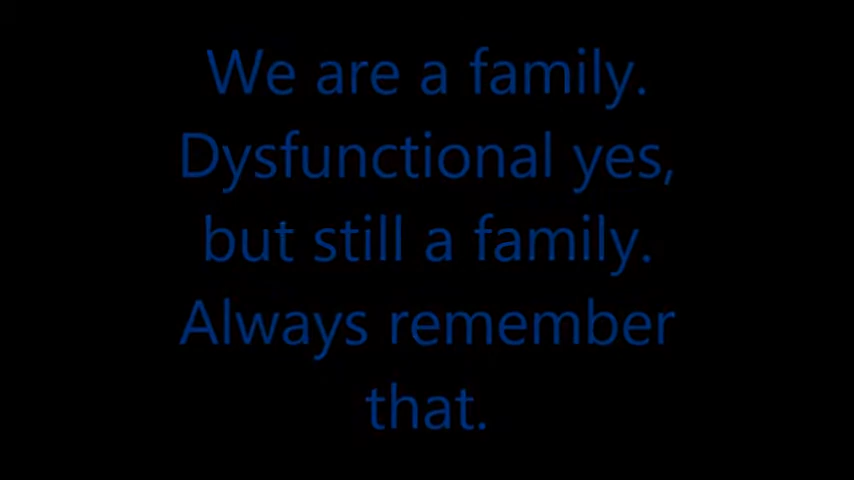 We are a family.
Dysfunctional yes,
but still a family.
Always remember
that.